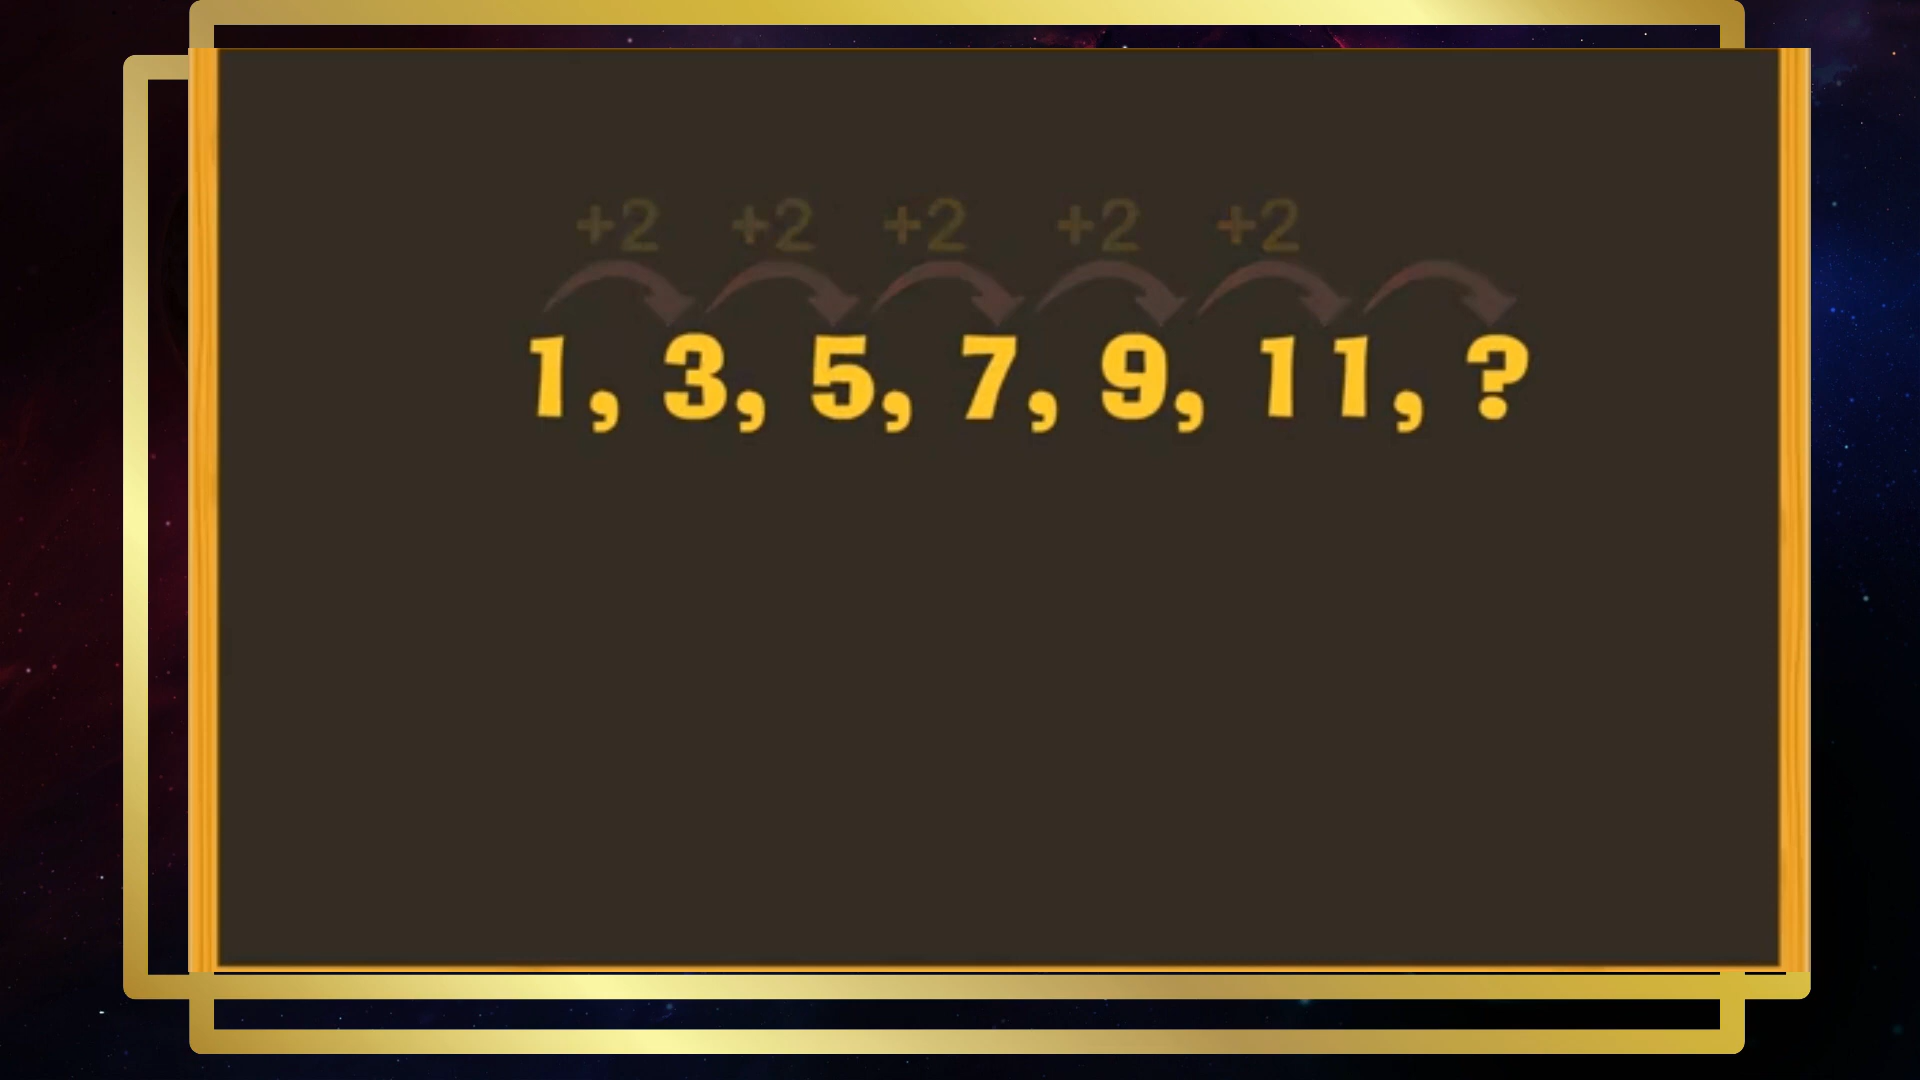 +2 +2 +2 +2 +2
1, 3, 5, 7, 9, 11, ?